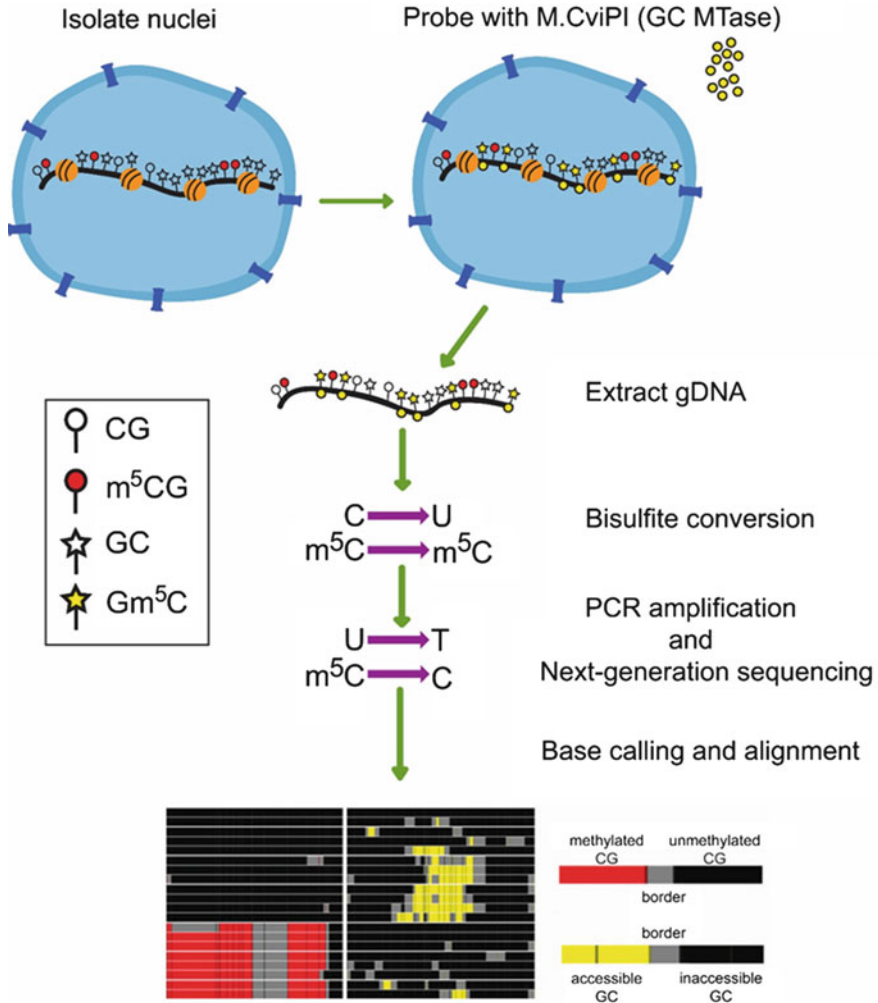 Isolate nuclei
Probe with M.CviPI (GC MTase)
Extract gDNA
CG
m⁵CG
GC
Gm⁵C
C U
m⁵C m⁵C
Bisulfite conversion
U T
m⁵C C
PCR amplification
and
Next-generation sequencing
Base calling and alignment
methylated CG
unmethylated CG
border
border
accessible GC
inaccessible GC